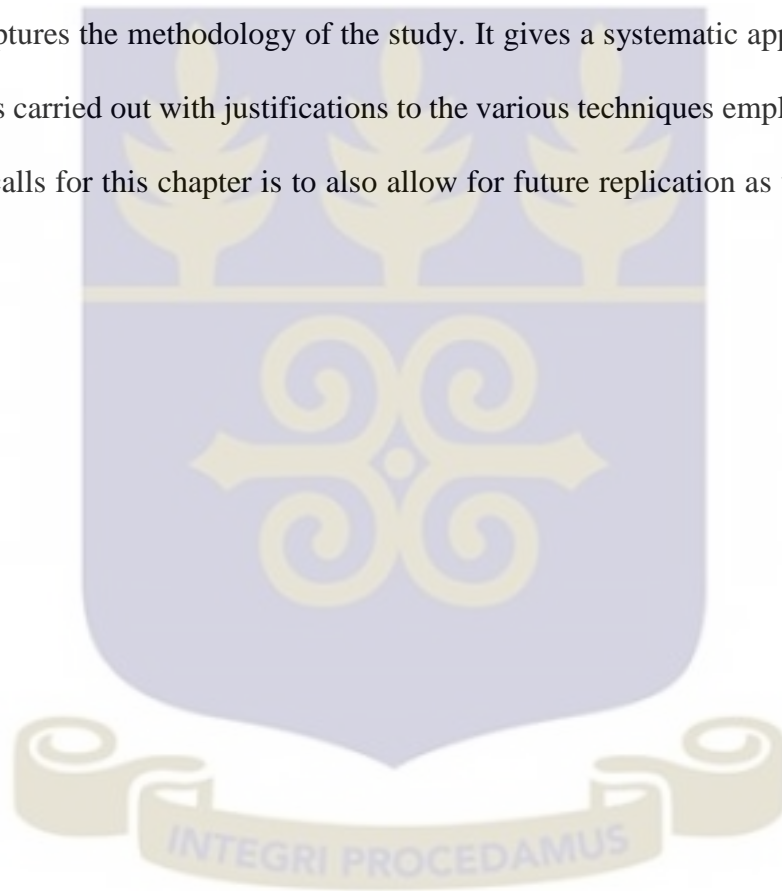 ptures the methodology of the study. It gives a systematic app
s carried out with justifications to the various techniques empl
calls for this chapter is to also allow for future replication as
INTEGRI PROCEDAMUS